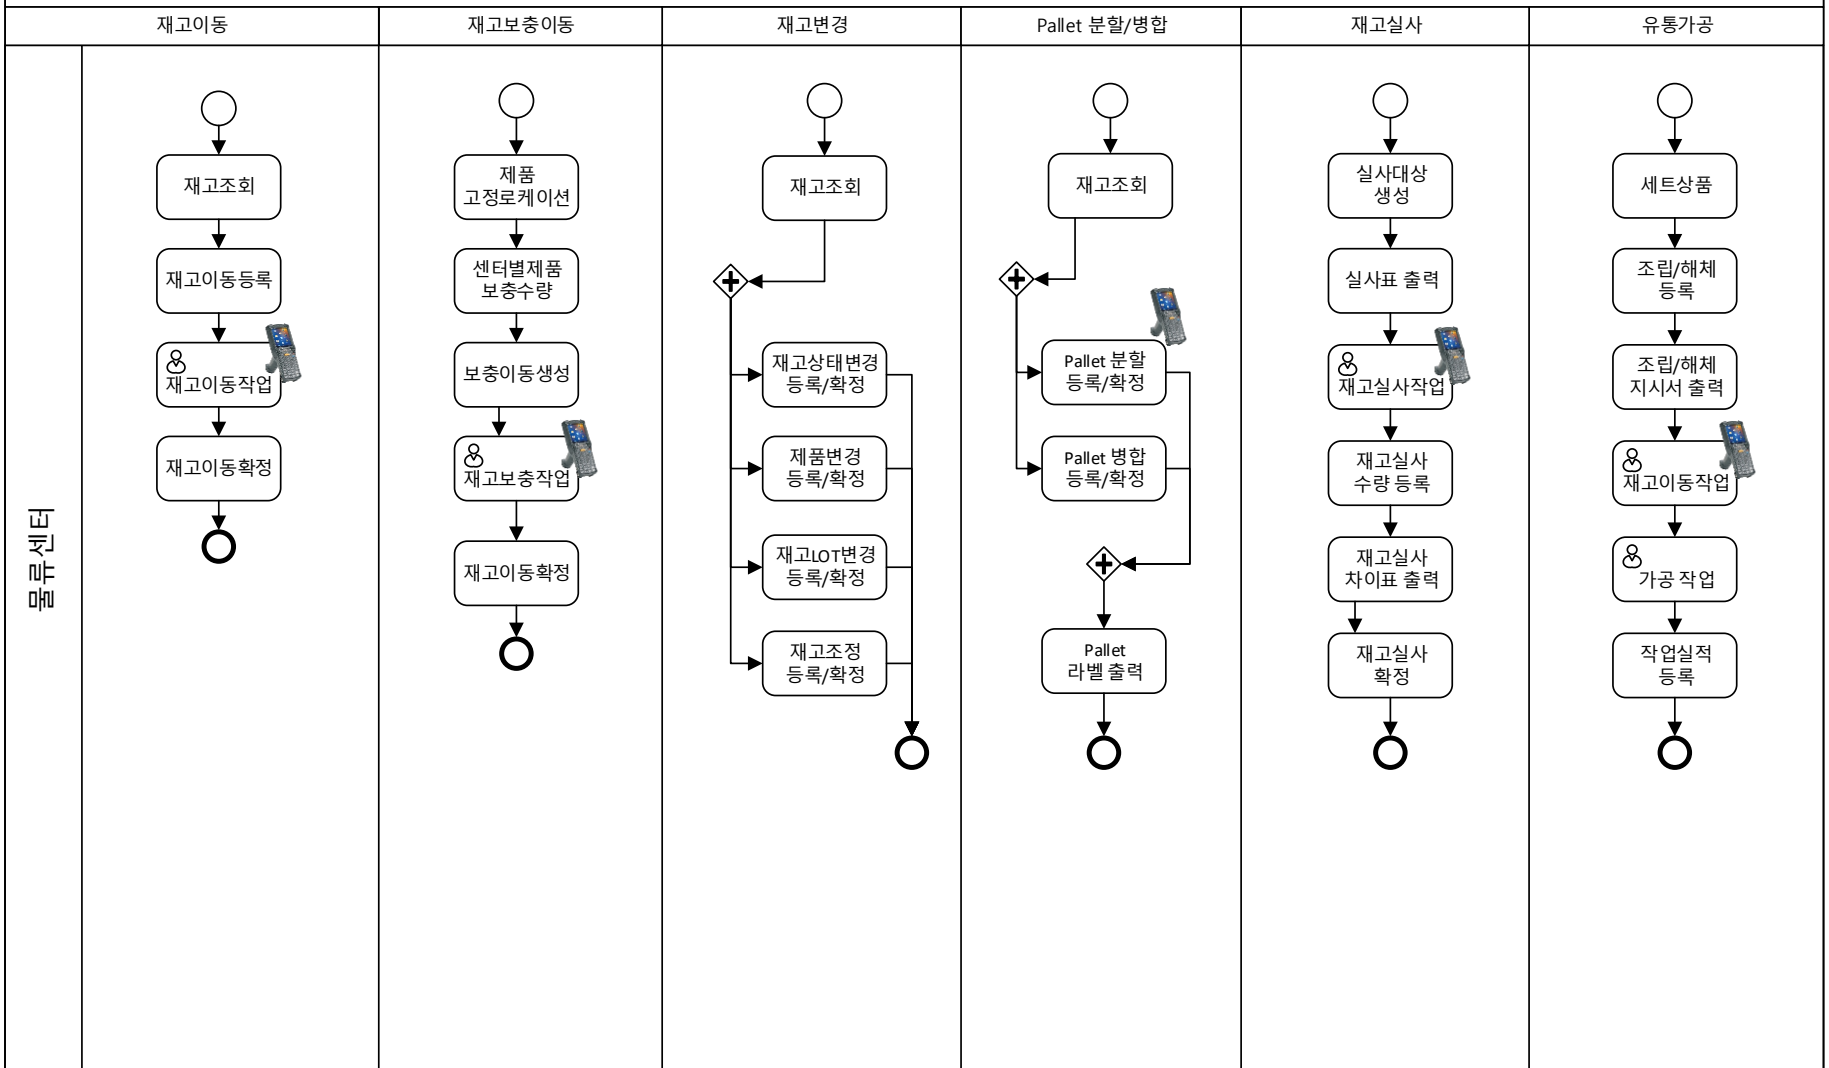 재고이동
재고보충이동
재고변경
Pallet 분할/병합
재고실사
유통가공
물류센터
재고조회
재고이동등록
재고이동작업
재고이동확정
제품
고정로케이션
센터별제품
보충수량
보충이동생성
재고보충작업
재고이동확정
재고조회
재고상태변경
등록/확정
제품변경
등록/확정
재고LOT변경
등록/확정
재고조정
등록/확정
재고조회
Pallet 분할
등록/확정
Pallet 병합
등록/확정
Pallet
라벨 출력
실사대상
생성
실사표 출력
재고실사작업
재고실사
수량 등록
재고실사
차이표 출력
재고실사
확정
세트상품
조립/해체
등록
조립/해체
지시서 출력
재고이동작업
가공 작업
작업실적
등록